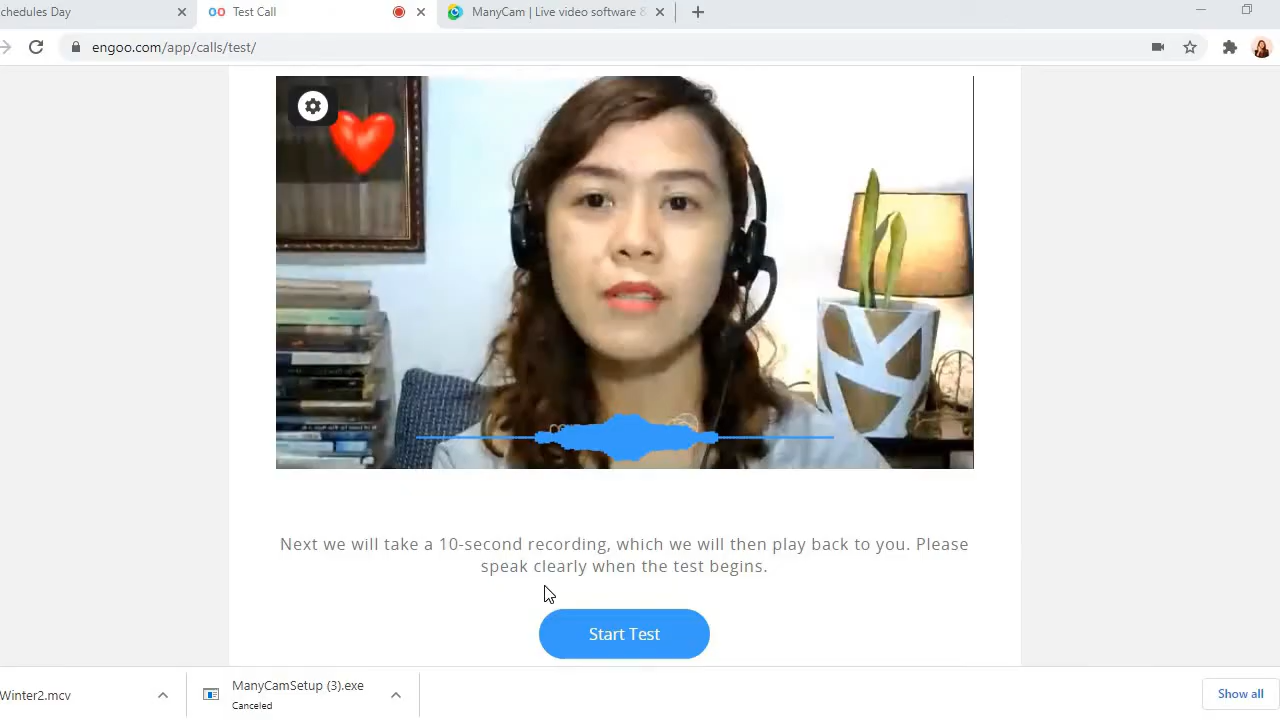 chedules Day
Test Call
ManyCam | Live video software &
engoo.com/app/calls/test/
Next we will take a 10-second recording, which we will then play back to you. Please
speak clearly when the test begins.
Start Test
Winter2.mcv
ManyCamSetup (3).exe
Canceled
Show all